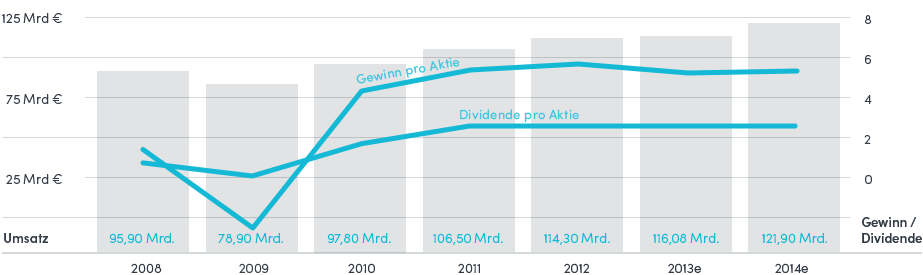 125 Mrd €
8
6
Gewinn pro Aktie
75 Mrd €
4
Dividende pro Aktie
2
25 Mrd €
0
Gewinn /
Dividende
Umsatz
95,90 Mrd.
78,90 Mrd.
97,80 Mrd.
106,50 Mrd.
114,30 Mrd.
116,08 Mrd.
121,90 Mrd.
2008
2009
2010
2011
2012
2013e
2014e